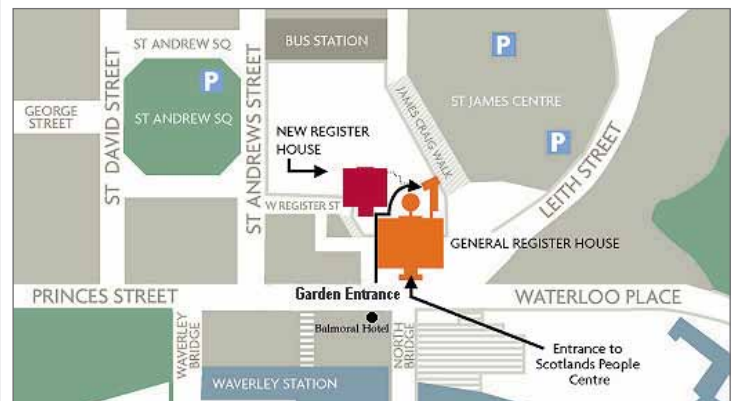 ST ANDREW SQ
BUS STATION
P
P
ST DAVID STREET
ST ANDREW SQ
ST ANDREWS STREET
GEORGE
STREET
JAMES CRAIG WALK
ST JAMES CENTRE
P
LEITH STREET
NEW REGISTER
HOUSE
W REGISTER ST
GENERAL REGISTER HOUSE
PRINCES STREET
Garden Entrance
WATERLOO PLACE
WAVERLEY
BRIDGE
Balmoral Hotel
NORTH
BRIDGE
Entrance to
Scotlands People
Centre
WAVERLEY STATION